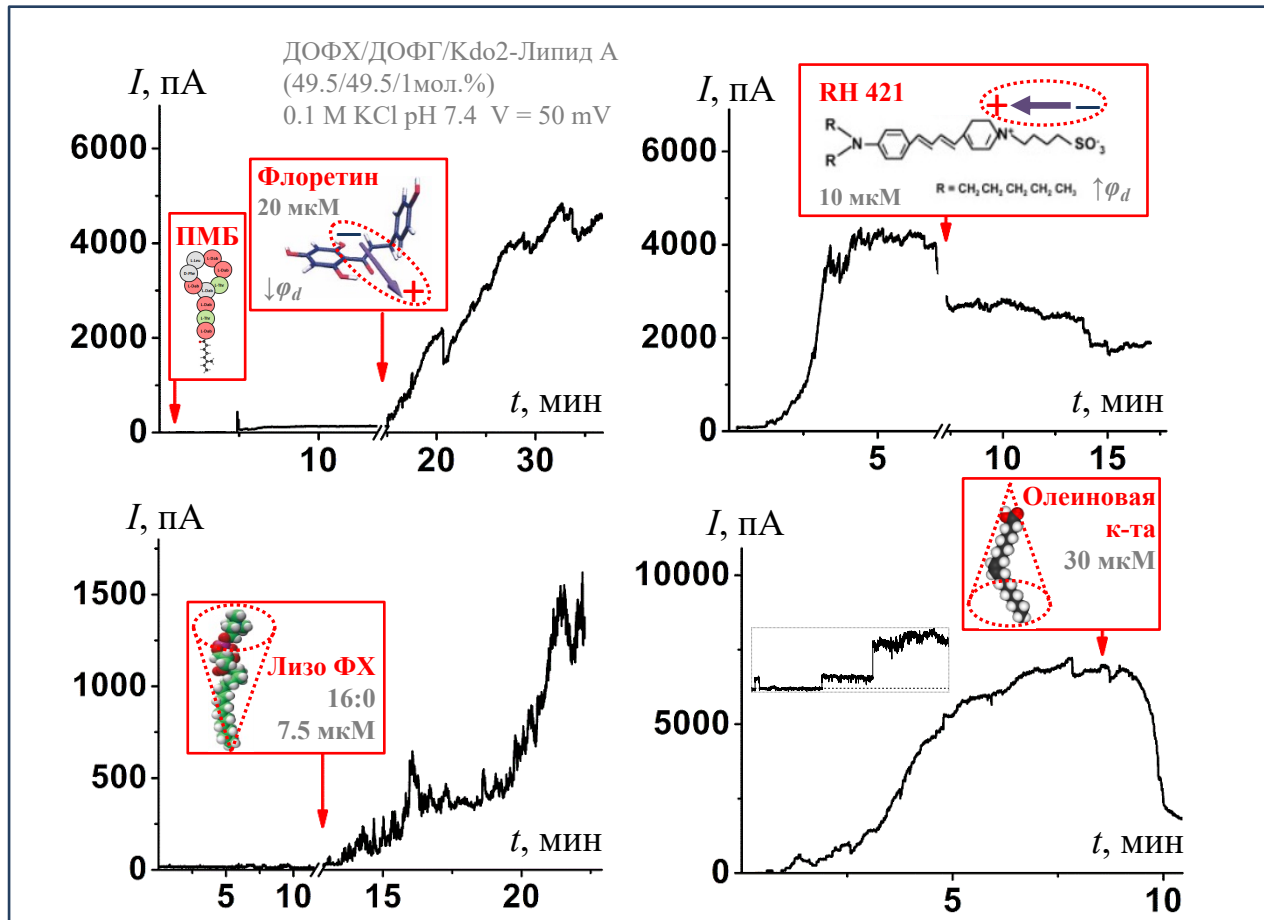 I, пА
ДОФХ/ДОФГ/Kdo2-Липид А
(49.5/49.5/1мол.%)
0.1 М KCl pH 7.4 V = 50 mV
6000
4000
2000
0
ПМБ
Флоретин
20 мкМ
↓φd
+
t, мин
10
20
30
I, пА
6000
4000
2000
0
RH 421
+ −
R
R
N
N+
SO-3
10 мкМ
R = CH2CH2CH2CH2CH3
↑φd
t, мин
5
10
15
I, пА
1500
1000
500
0
Лизо ФХ
16:0
7.5 мкМ
t, мин
5
15
20
I, пА
10000
5000
0
Олеиновая
к-та
30 мкМ
t, мин
5
10